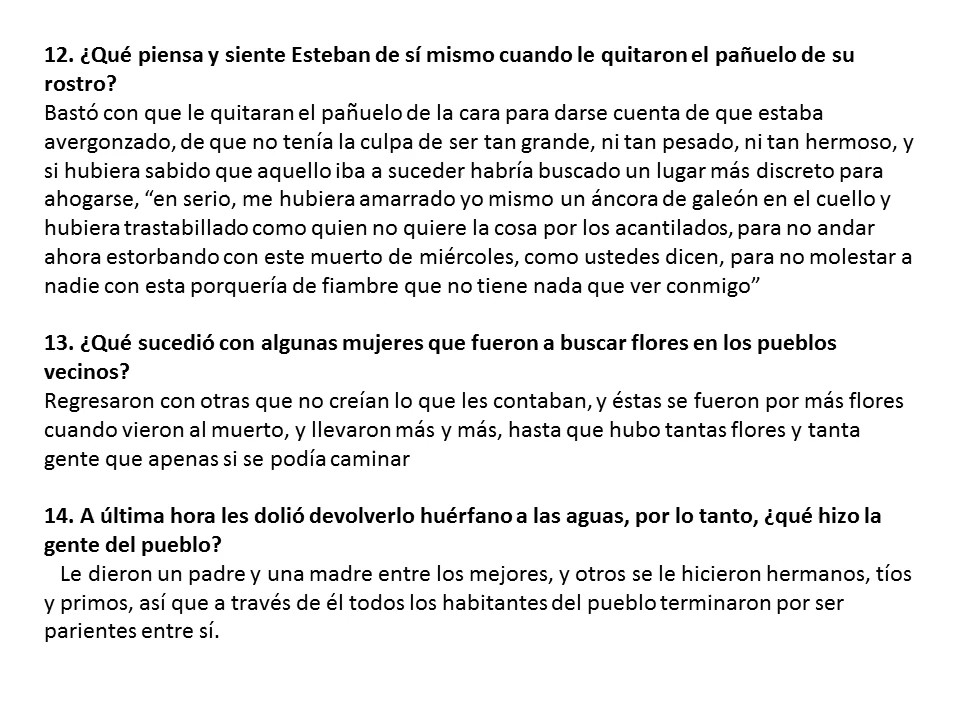 12. ¿Qué piensa y siente Esteban de sí mismo cuando le quitaron el pañuelo de su
rostro?
Bastó con que le quitaran el pañuelo de la cara para darse cuenta de que estaba
avergonzado, de que no tenía la culpa de ser tan grande, ni tan pesado, ni tan hermoso, y
si hubiera sabido que aquello iba a suceder habría buscado un lugar más discreto para
ahogarse, “en serio, me hubiera amarrado yo mismo un áncora de galeón en el cuello y
hubiera trastabillado como quien no quiere la cosa por los acantilados, para no andar
ahora estorbando con este muerto de miércoles, como ustedes dicen, para no molestar a
nadie con esta porquería de fiambre que no tiene nada que ver conmigo”
13. ¿Qué sucedió con algunas mujeres que fueron a buscar flores en los pueblos
vecinos?
Regresaron con otras que no creían lo que les contaban, y éstas se fueron por más flores
cuando vieron al muerto, y llevaron más y más, hasta que hubo tantas flores y tanta
gente que apenas si se podía caminar
14. A última hora les dolió devolverlo huérfano a las aguas, por lo tanto, ¿qué hizo la
gente del pueblo?
Le dieron un padre y una madre entre los mejores, y otros se le hicieron hermanos, tíos
y primos, así que a través de él todos los habitantes del pueblo terminaron por ser
parientes entre sí.